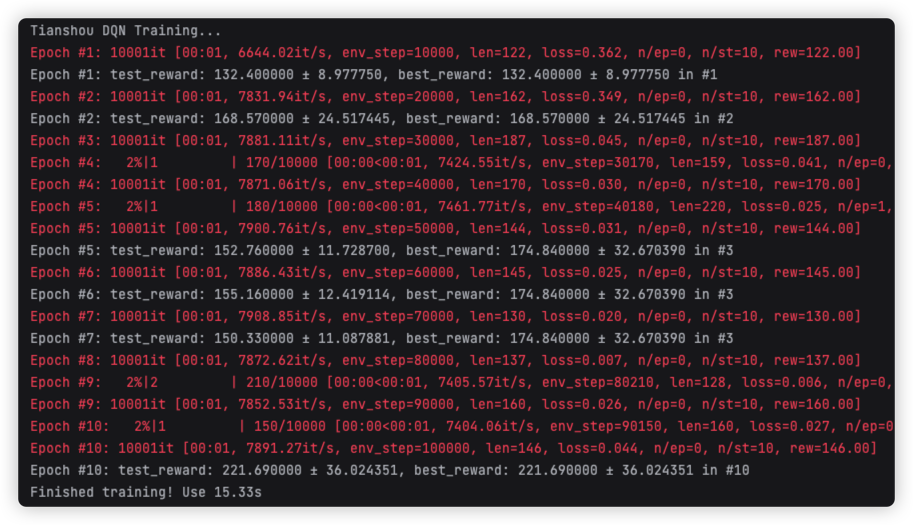 Tianshou DQN Training...
Epoch #1: 10001it [00:01, 6644.02it/s, env_step=10000, len=122, loss=0.362, n/ep=0, n/st=10, rew=122.00]
Epoch #1: test_reward: 132.400000 ± 8.977750, best_reward: 132.400000 ± 8.977750 in #1
Epoch #2: 10001it [00:01, 7831.94it/s, env_step=20000, len=162, loss=0.349, n/ep=0, n/st=10, rew=162.00]
Epoch #2: test_reward: 168.570000 ± 24.517445, best_reward: 168.570000 ± 24.517445 in #2
Epoch #3: 10001it [00:01, 7881.11it/s, env_step=30000, len=187, loss=0.045, n/ep=0, n/st=10, rew=187.00]
Epoch #4:   2%|1         | 170/10000 [00:00<00:01, 7424.55it/s, env_step=30170, len=159, loss=0.041, n/ep=0,
Epoch #4: 10001it [00:01, 7871.06it/s, env_step=40000, len=170, loss=0.030, n/ep=0, n/st=10, rew=170.00]
Epoch #5:   2%|1         | 180/10000 [00:00<00:01, 7461.77it/s, env_step=40180, len=220, loss=0.025, n/ep=1,
Epoch #5: 10001it [00:01, 7900.76it/s, env_step=50000, len=144, loss=0.031, n/ep=0, n/st=10, rew=144.00]
Epoch #5: test_reward: 152.760000 ± 11.728700, best_reward: 174.840000 ± 32.670390 in #3
Epoch #6: 10001it [00:01, 7886.43it/s, env_step=60000, len=145, loss=0.025, n/ep=0, n/st=10, rew=145.00]
Epoch #6: test_reward: 155.160000 ± 12.419114, best_reward: 174.840000 ± 32.670390 in #3
Epoch #7: 10001it [00:01, 7908.85it/s, env_step=70000, len=130, loss=0.020, n/ep=0, n/st=10, rew=130.00]
Epoch #7: test_reward: 150.330000 ± 11.087881, best_reward: 174.840000 ± 32.670390 in #3
Epoch #8: 10001it [00:01, 7872.62it/s, env_step=80000, len=137, loss=0.007, n/ep=0, n/st=10, rew=137.00]
Epoch #9:   2%|2         | 210/10000 [00:00<00:01, 7405.57it/s, env_step=80210, len=128, loss=0.006, n/ep=0,
Epoch #9: 10001it [00:01, 7852.53it/s, env_step=90000, len=160, loss=0.026, n/ep=0, n/st=10, rew=160.00]
Epoch #10:   2%|1         | 150/10000 [00:00<00:01, 7404.06it/s, env_step=90150, len=160, loss=0.027, n/ep=0
Epoch #10: 10001it [00:01, 7891.27it/s, env_step=100000, len=146, loss=0.044, n/ep=0, n/st=10, rew=146.00]
Epoch #10: test_reward: 221.690000 ± 36.024351, best_reward: 221.690000 ± 36.024351 in #10
Finished training! Use 15.33s